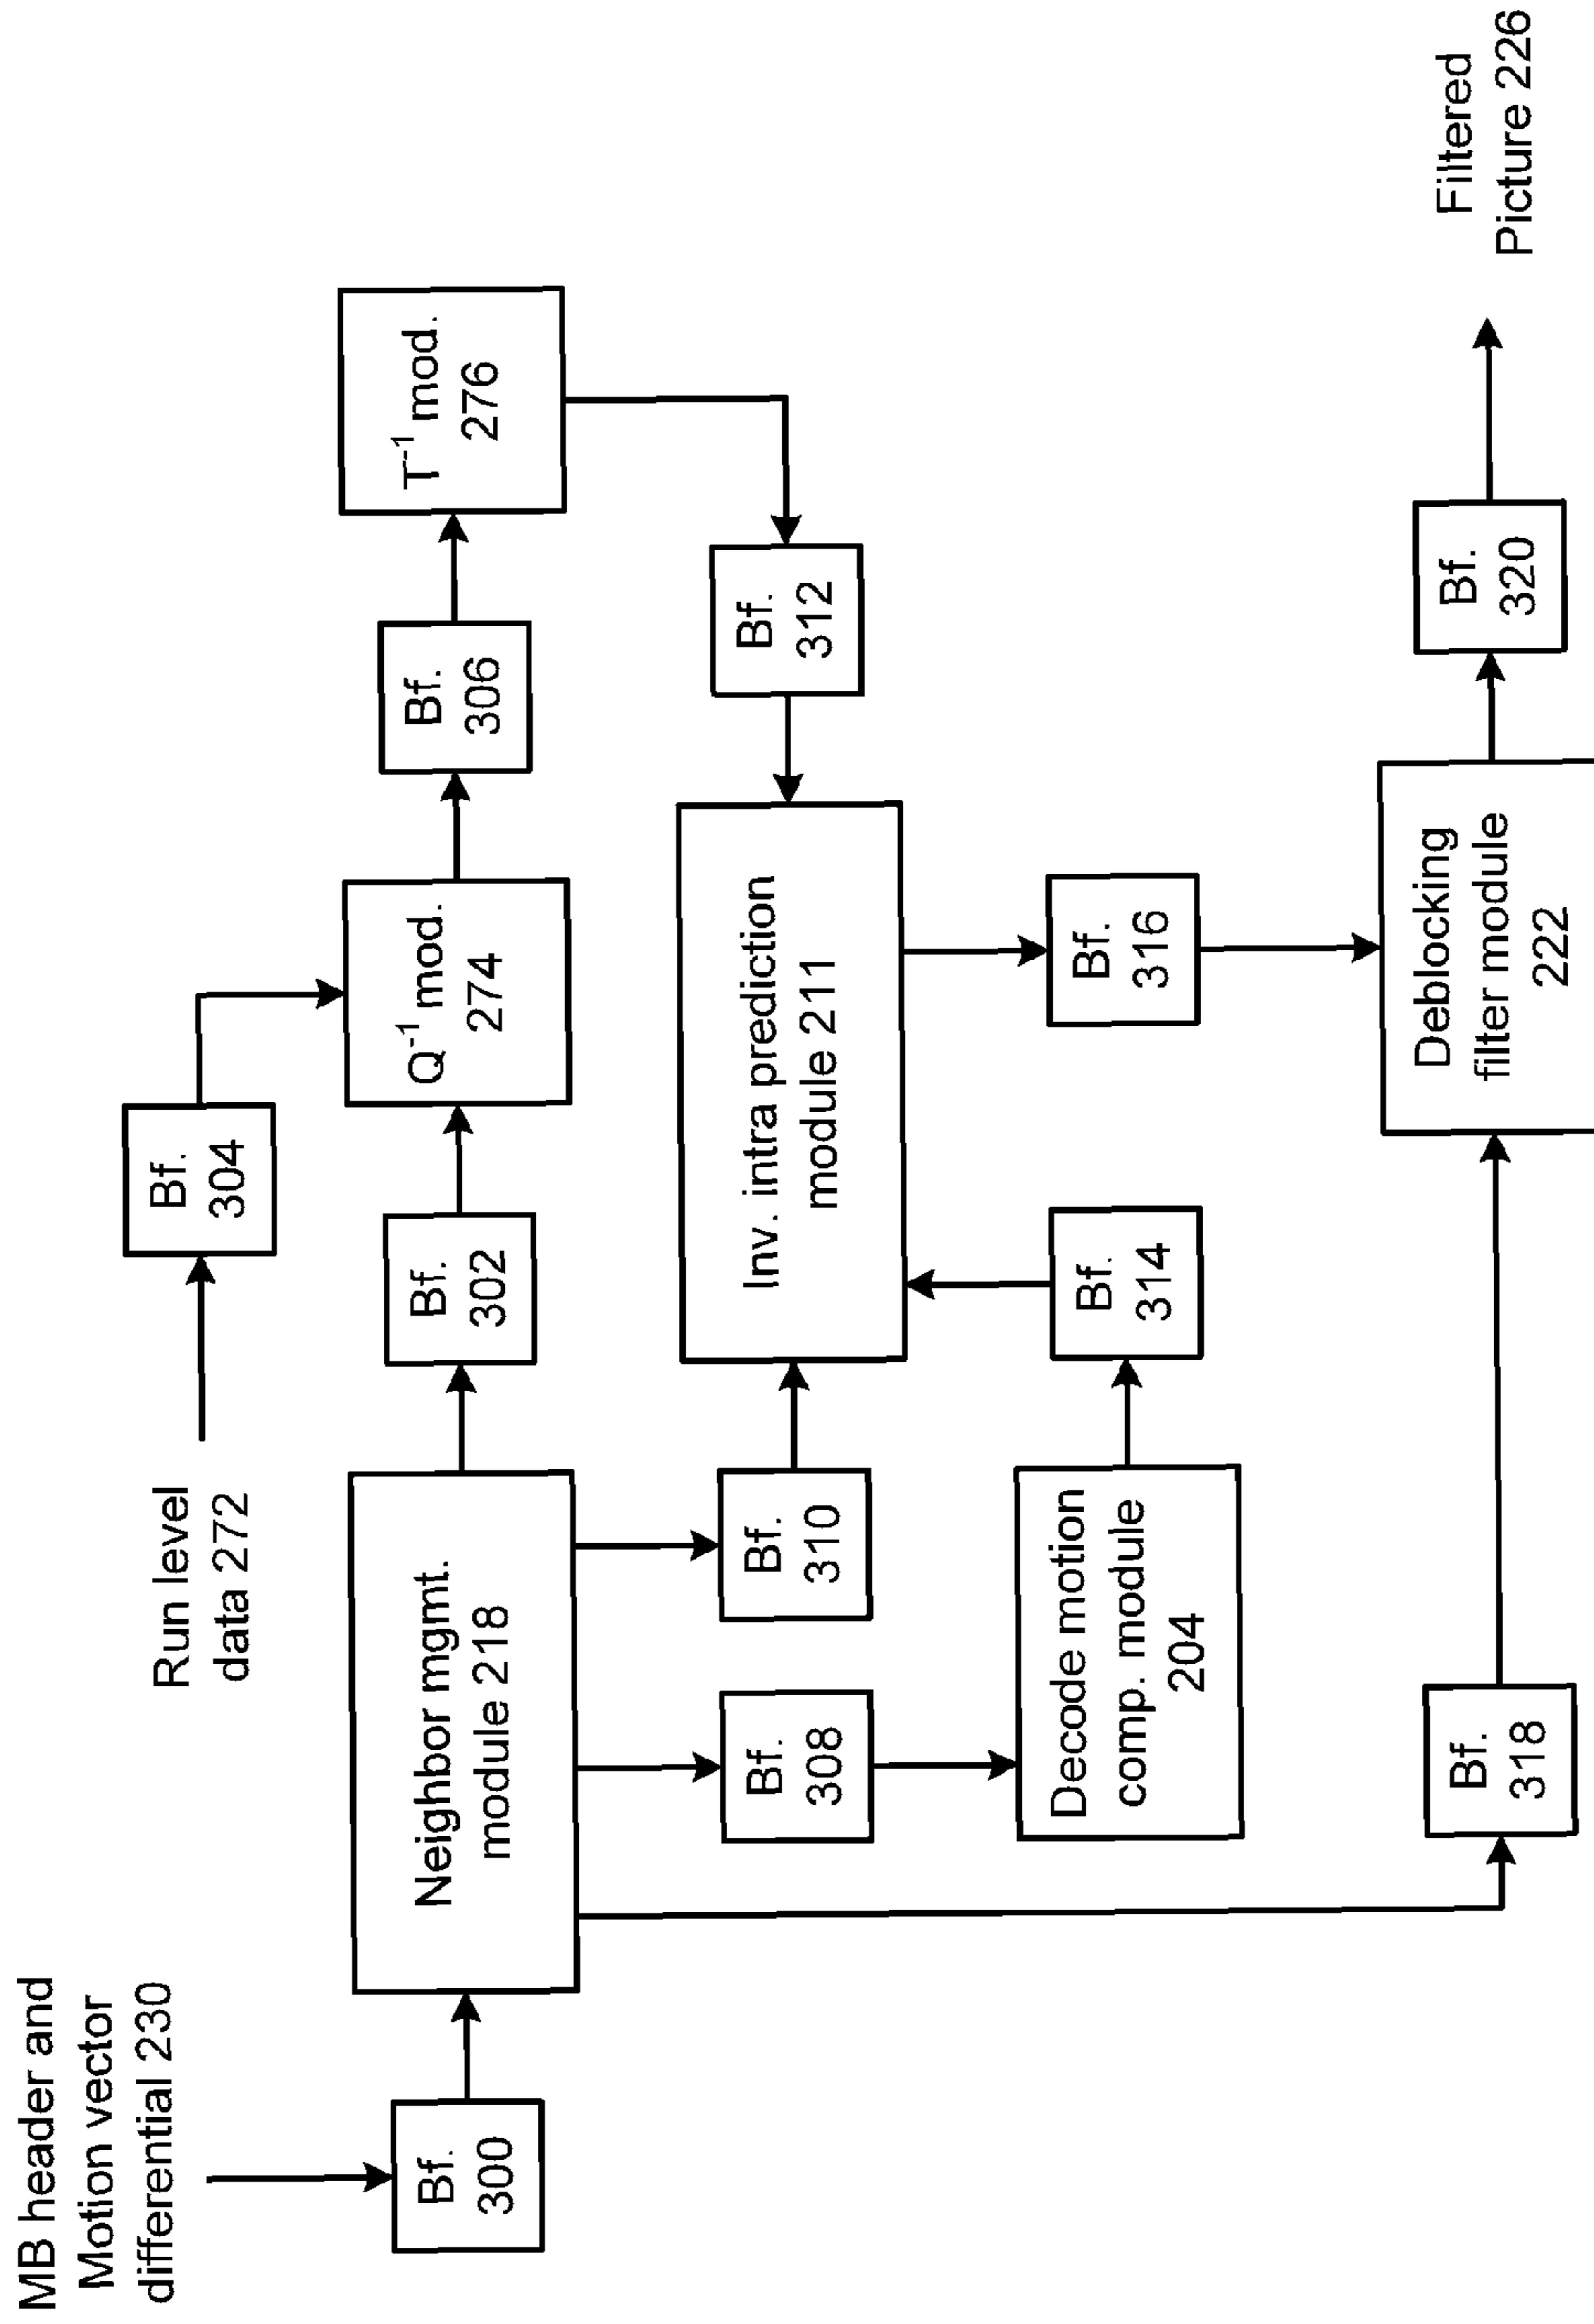 MB header and
Motion vector
differential 230
Bf.
300
Run level
data 272
Bf.
304
Neighbor mgmt.
module 218
Bf.
302
Q⁻¹ mod.
274
Bf.
306
T⁻¹ mod.
276
Bf.
308
Bf.
310
Inv. intra prediction
module 211
Bf.
312
Decode motion
comp. module
204
Bf.
314
Bf.
316
Bf.
318
Deblocking
filter module
222
Bf.
320
Filtered
Picture 226